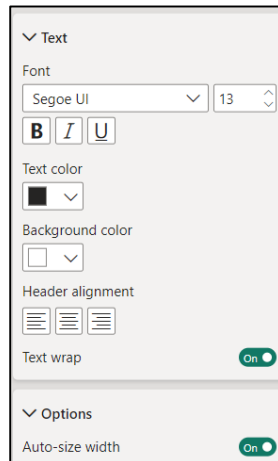 Text
Font
Segoe UI 13
B I U
Text color
Background color
Header alignment
Text wrap On
Options
Auto-size width On